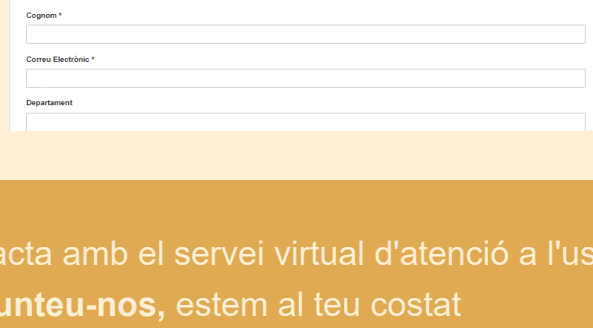 Cognom *
Correu Electrònic *
Departament
acta amb el servei virtual d'atenció a l'us
unteu-nos, estem al teu costat